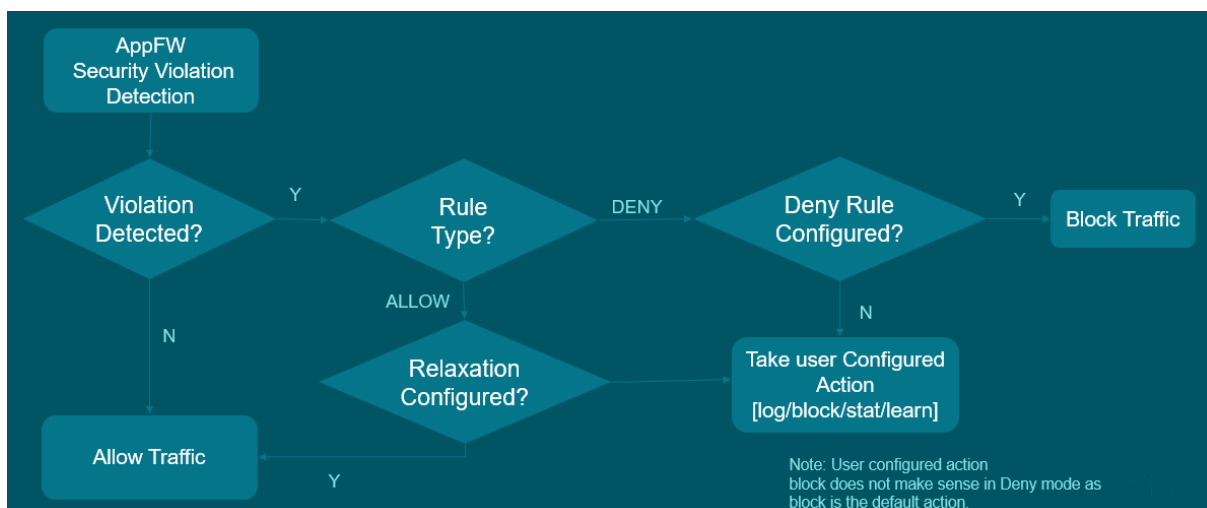 AppFW
Security Violation
Detection
Violation
Detected?
Y
Rule
Type?
DENY
Deny Rule
Configured?
Y
Block Traffic
N
ALLOW
Relaxation
Configured?
N
Take user Configured
Action
[log/block/stat/learn]
Allow Traffic
Y
Note: User configured action
block does not make sense in Deny mode as
block is the default action.